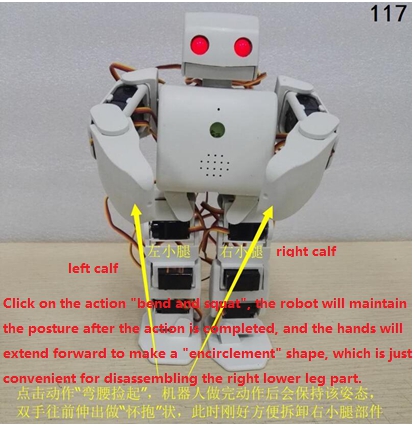 117
左小腿 右小腿 right calf
left calf
Click on the action "bend and squat", the robot will maintain
the posture after the action is completed, and the hands will
extend forward to make a "encirclement" shape, which is just
convenient for disassembling the right lower leg part.
点击动作“弯腰捡起”，机器人做完动作后会保持该姿态，
双手往前伸出做“怀抱”状，此时刚好方便拆卸右小腿部件